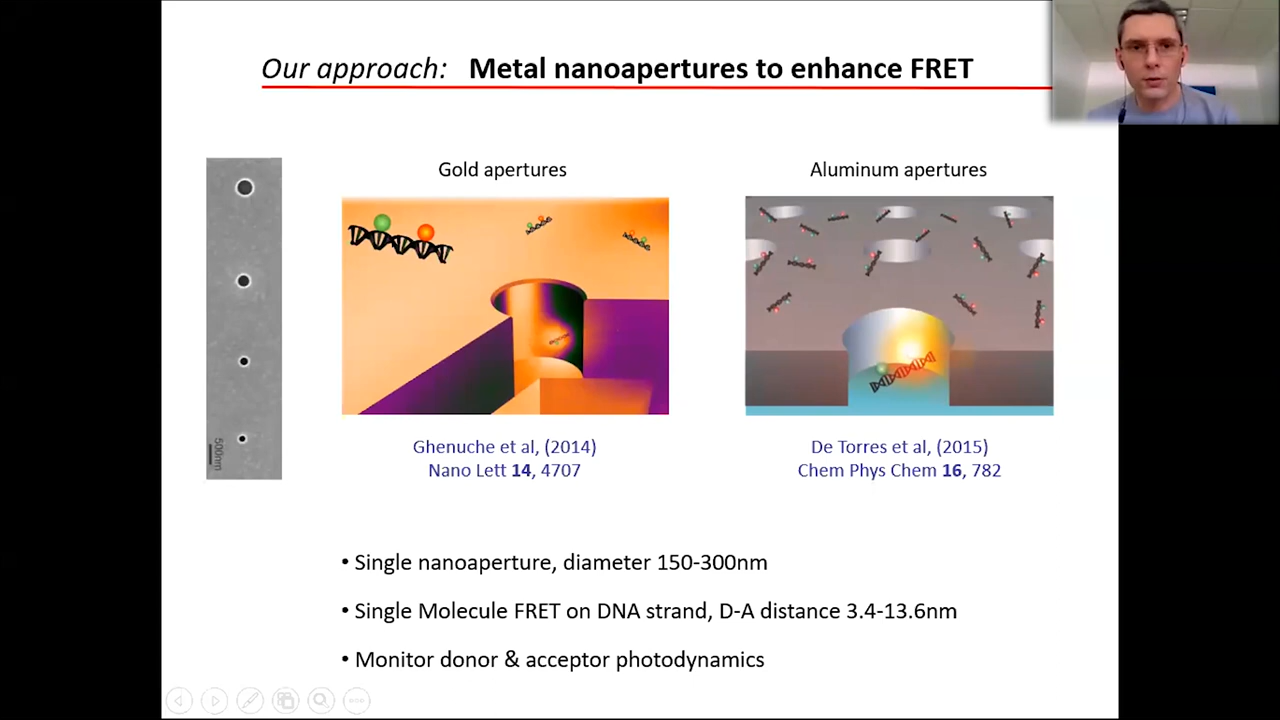 Our approach: Metal nanoapertures to enhance FRET
Gold apertures
Aluminum apertures
500nm
Ghenuche et al, (2014)
Nano Lett 14, 4707
De Torres et al, (2015)
Chem Phys Chem 16, 782
• Single nanoaperture, diameter 150-300nm
• Single Molecule FRET on DNA strand, D-A distance 3.4-13.6nm
• Monitor donor & acceptor photodynamics